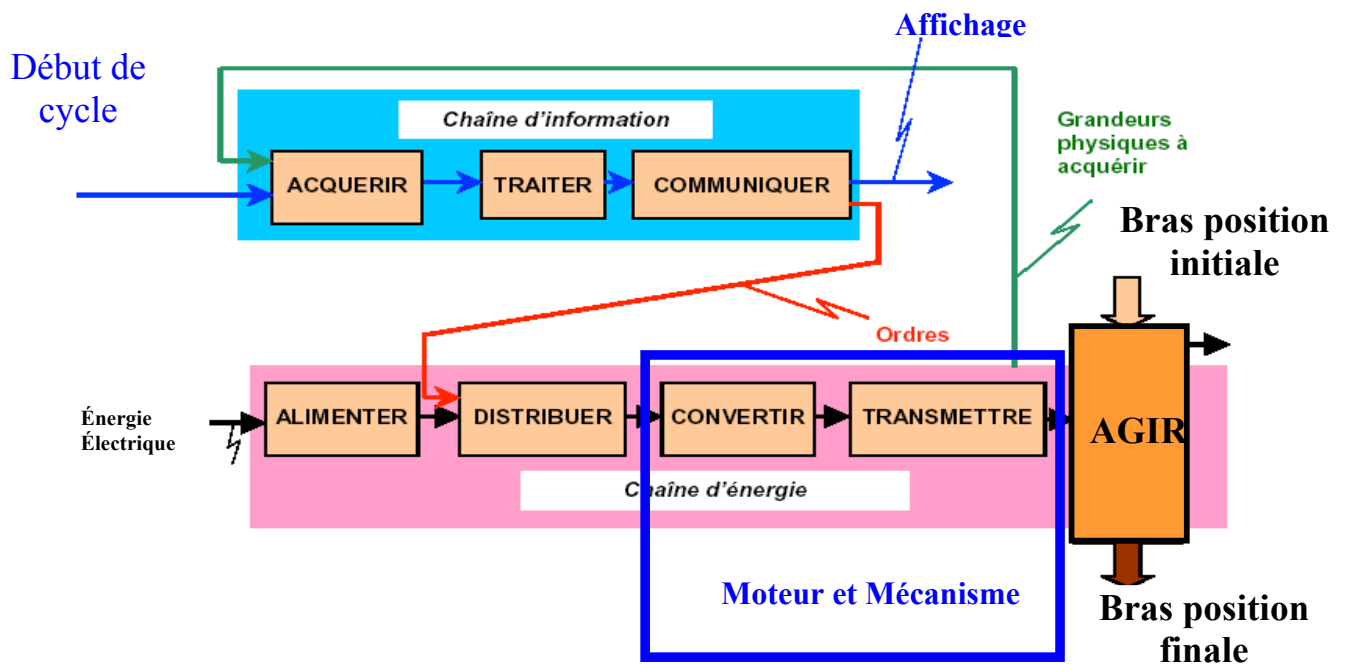 Affichage
Début de
cycle
Chaîne d'information
Grandeurs
physiques à
acquérir
ACQUERIR
TRAITER
COMMUNIQUER
Bras position
initiale
Ordres
Énergie
Électrique
ALIMENTER
DISTRIBUER
CONVERTIR
TRANSMETTRE
AGIR
Chaîne d'énergie
Moteur et Mécanisme
Bras position
finale